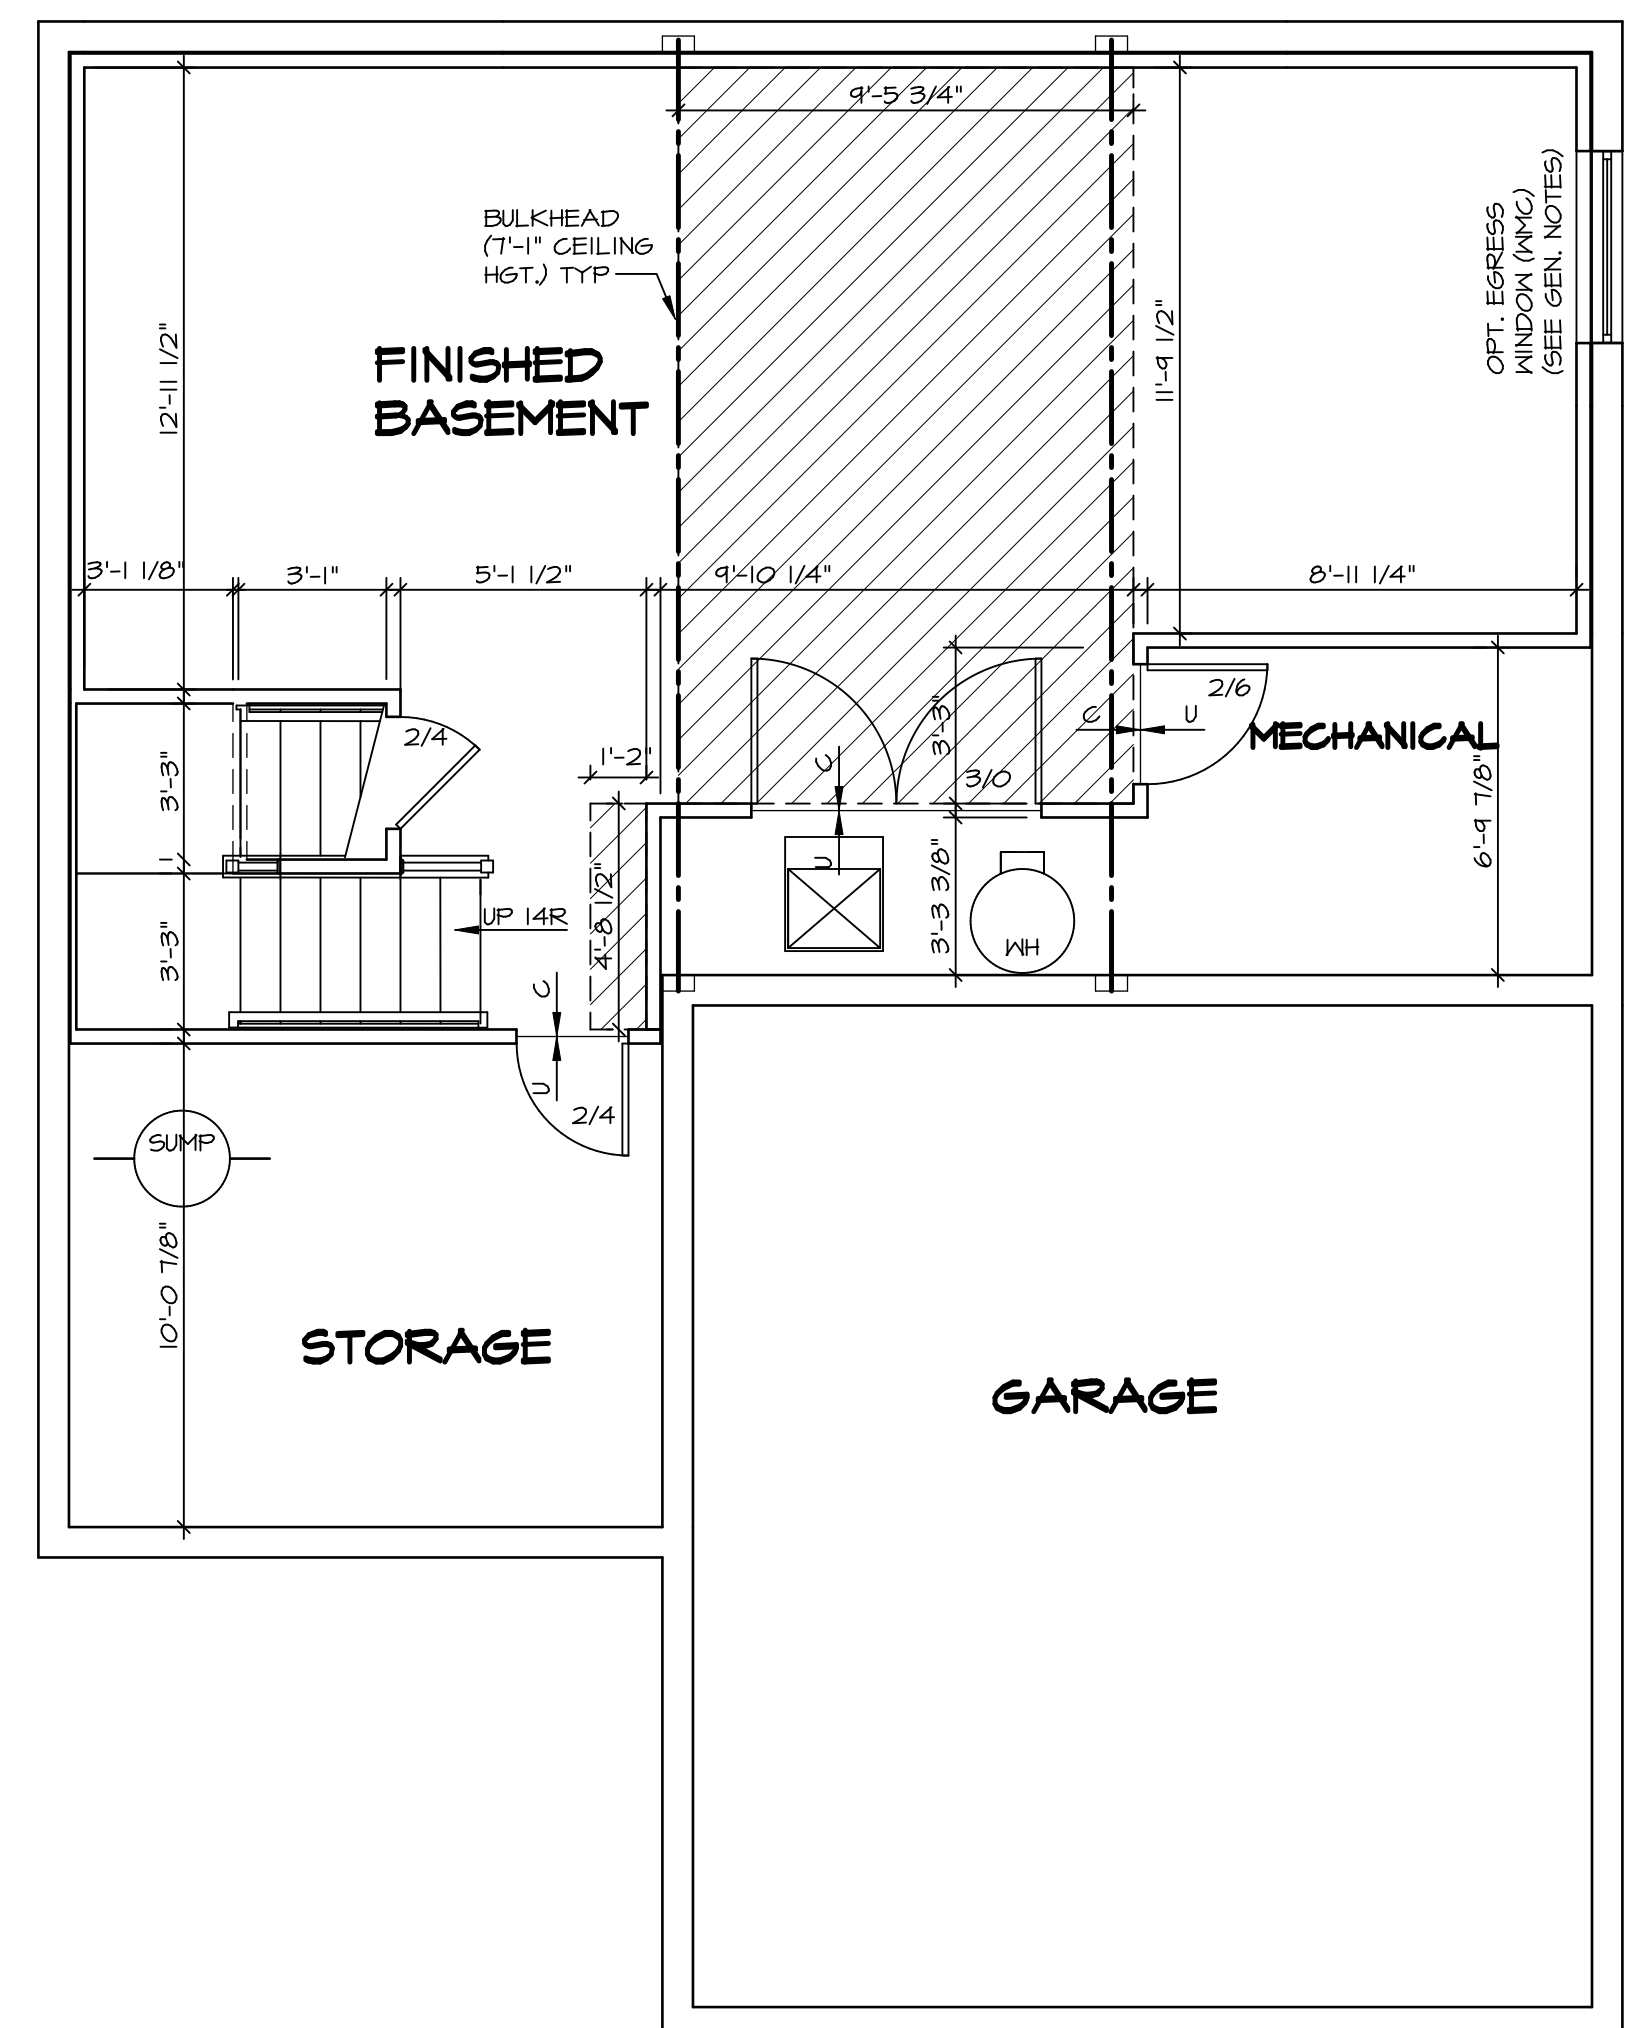 9'-5 3/4"
BULKHEAD
(7'-1" CEILING
HGT.) TYP
OPT. EGRESS
WINDOW (WMC)
(SEE GEN. NOTES)
12'-11 1/2"
FINISHED
BASEMENT
11'-9 1/2"
3'-1 1/8"
3'-1"
5'-1 1/2"
9'-10 1/4"
8'-11 1/4"
2/6
2/4
3'-3"
C
U
MECHANICAL
1'-2"
C
3/0
3'-3"
6'-9 7/8"
U
4'-8 1/2"
3'-3 3/8"
UP 14R
3'-3"
WH
C
U
2/4
SUMP
10'-0 7/8"
STORAGE
GARAGE